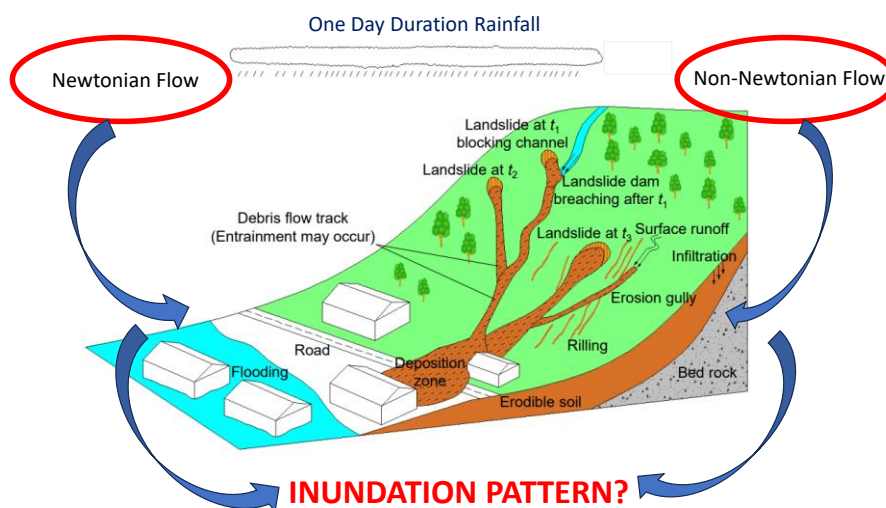 One Day Duration Rainfall
Newtonian Flow
Non-Newtonian Flow
Landslide at t1
blocking channel
Landslide at t2
Landslide dam
breaching after t1
Debris flow track
(Entrainment may occur)
Landslide at t3
Surface runoff
Infiltration
Erosion gully
Road
Rilling
Flooding
Deposition
zone
Bed rock
Erodible soil
INUNDATION PATTERN?